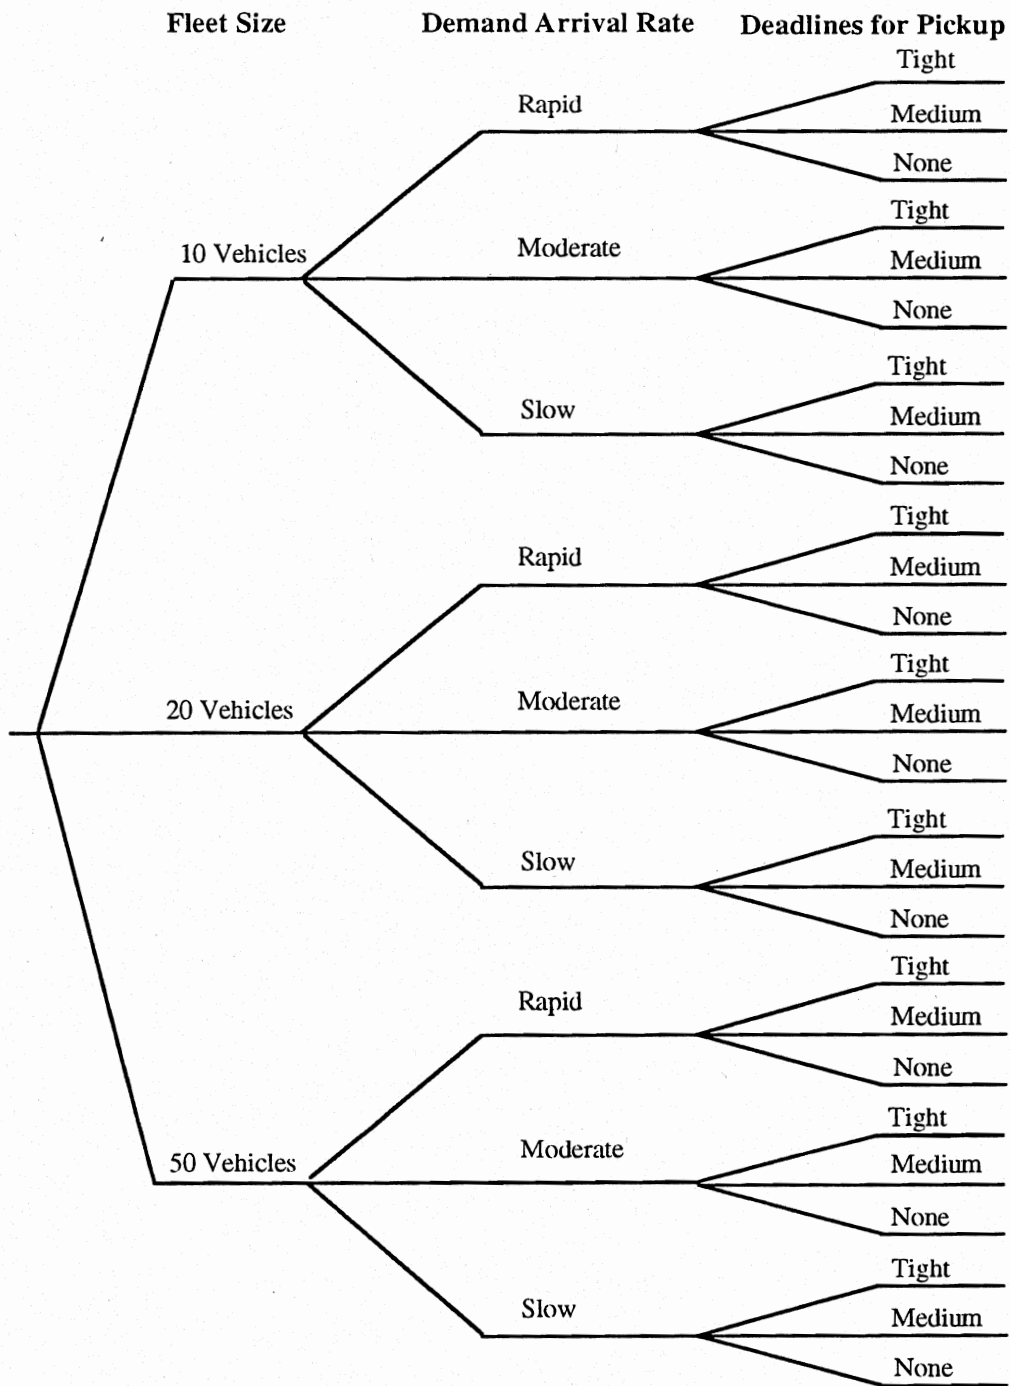 Fleet Size Demand Arrival Rate Deadlines for Pickup
Tight
Rapid
Medium
None
Tight
10 Vehicles
Moderate
Medium
None
Tight
Slow
Medium
None
Tight
Rapid
Medium
None
Tight
20 Vehicles
Moderate
Medium
None
Tight
Slow
Medium
None
Tight
Rapid
Medium
None
Tight
50 Vehicles
Moderate
Medium
None
Tight
Slow
Medium
None